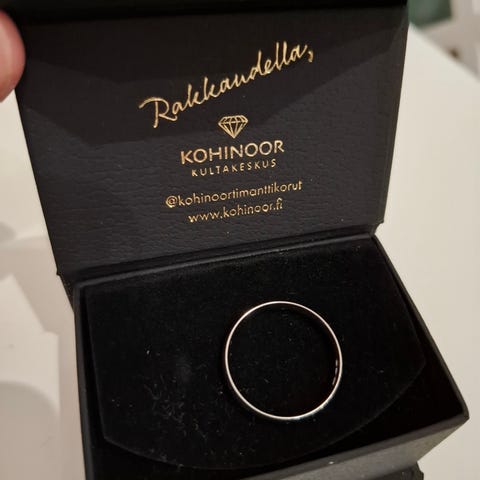 Rakkaudella,
KOHINOOR
KULTAKESKUS
@kohinoortimanttikorut
www.kohinoor.fi